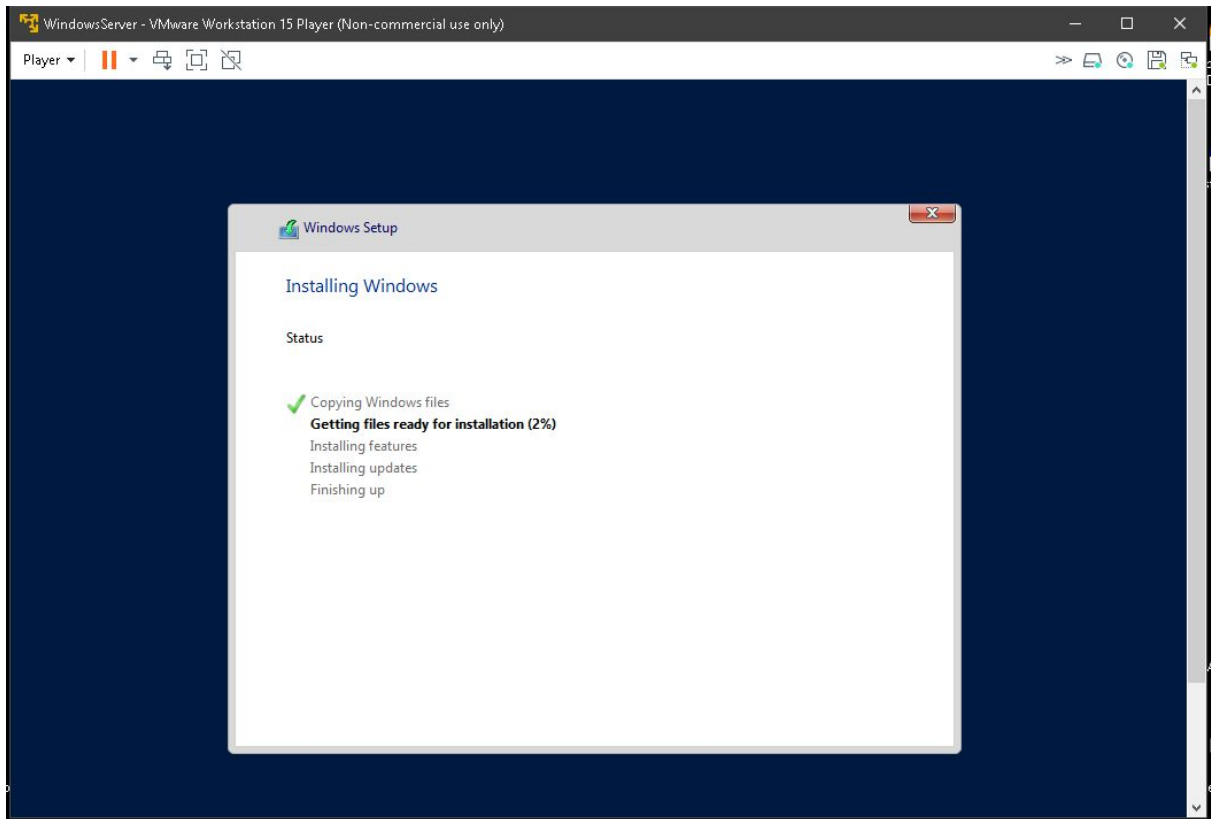 WindowsServer - VMware Workstation 15 Player (Non-commercial use only)
Player
Windows Setup
Installing Windows
Status
Copying Windows files
Getting files ready for installation (2%)
Installing features
Installing updates
Finishing up